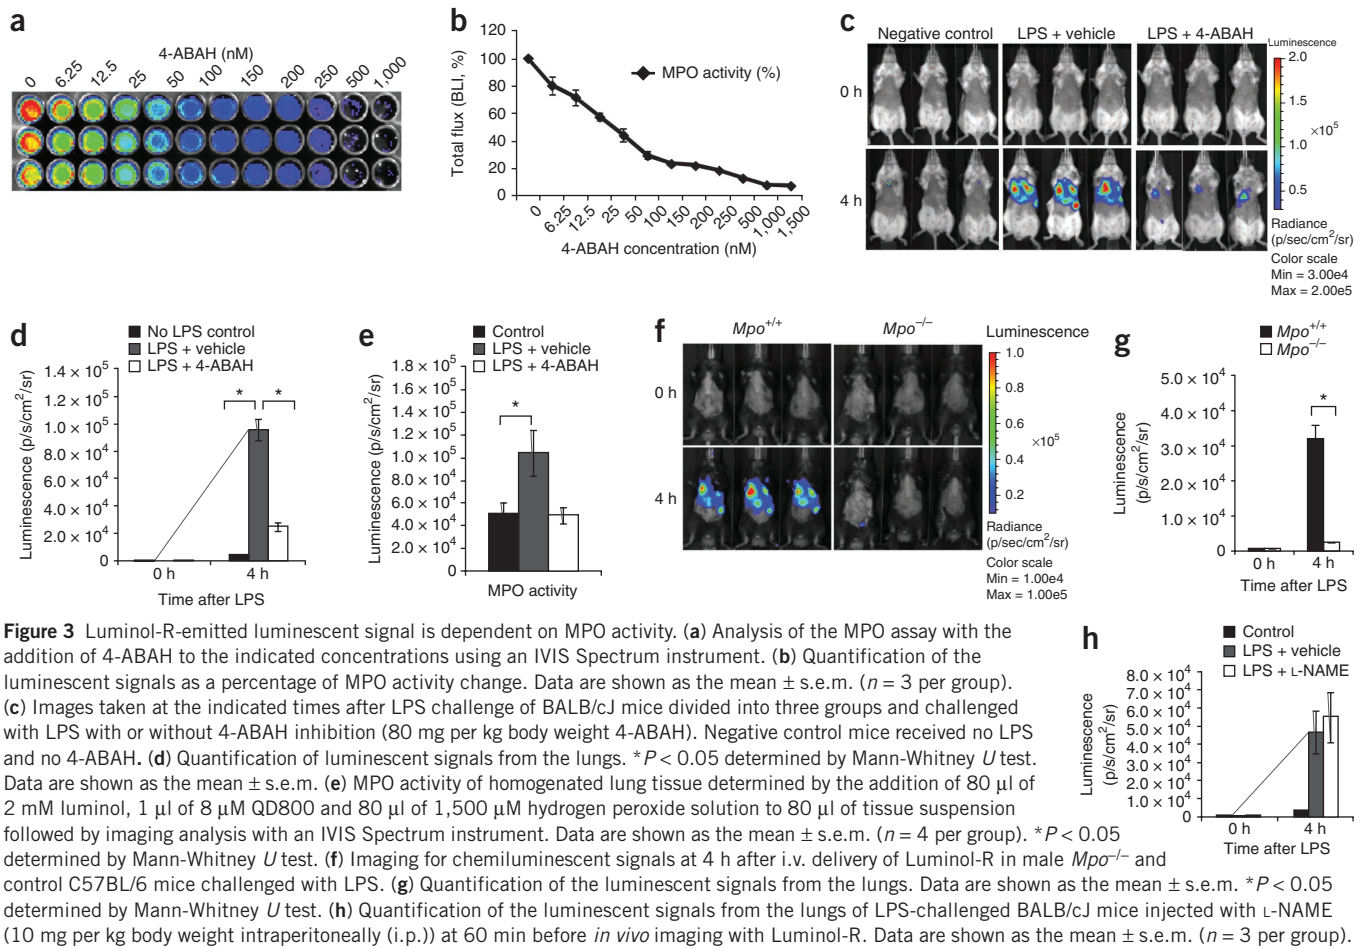 a
4-ABAH (nM)
0 6.25 12.5 25 50 100 150 200 250 500 1,000
b
120
100
80
60
40
20
0
Total flux (BLI, %)
MPO activity (%)
0 6.25 12.5 25 50 100 150 200 250 500 1,000 1,500
4-ABAH concentration (nM)
c
Negative control LPS + vehicle LPS + 4-ABAH
0 h
4 h
Luminescence
2.0
1.5
×10⁵
1.0
0.5
Radiance
(p/sec/cm²/sr)
Color scale
Min = 3.00e4
Max = 2.00e5
d
No LPS control
LPS + vehicle
LPS + 4-ABAH
Luminescence (p/s/cm²/sr)
1.4 × 10⁵
1.2 × 10⁵
1.0 × 10⁵
8.0 × 10⁴
6.0 × 10⁴
4.0 × 10⁴
2.0 × 10⁴
0
* *
0 h 4 h
Time after LPS
e
Control
LPS + vehicle
LPS + 4-ABAH
Luminescence (p/s/cm²/sr)
1.8 × 10⁵
1.6 × 10⁵
1.4 × 10⁵
1.2 × 10⁵
1.0 × 10⁵
8.0 × 10⁴
6.0 × 10⁴
4.0 × 10⁴
2.0 × 10⁴
0
*
MPO activity
f
Mpo⁺/⁺ Mpo⁻/⁻
0 h
4 h
Luminescence
1.0
0.8
0.6
×10⁵
0.4
0.2
Radiance
(p/sec/cm²/sr)
Color scale
Min = 1.00e4
Max = 1.00e5
g
Mpo⁺/⁺
Mpo⁻/⁻
Luminescence
(p/s/cm²/sr)
5.0 × 10⁴
4.0 × 10⁴
3.0 × 10⁴
2.0 × 10⁴
1.0 × 10⁴
0
*
0 h 4 h
Time after LPS
Figure 3 Luminol-R-emitted luminescent signal is dependent on MPO activity. (a) Analysis of the MPO assay with the
addition of 4-ABAH to the indicated concentrations using an IVIS Spectrum instrument. (b) Quantification of the
luminescent signals as a percentage of MPO activity change. Data are shown as the mean ± s.e.m. (n = 3 per group).
(c) Images taken at the indicated times after LPS challenge of BALB/cJ mice divided into three groups and challenged
with LPS with or without 4-ABAH inhibition (80 mg per kg body weight 4-ABAH). Negative control mice received no LPS
and no 4-ABAH. (d) Quantification of luminescent signals from the lungs. *P < 0.05 determined by Mann-Whitney U test.
Data are shown as the mean ± s.e.m. (e) MPO activity of homogenated lung tissue determined by the addition of 80 μl of
2 mM luminol, 1 μl of 8 μM QD800 and 80 μl of 1,500 μM hydrogen peroxide solution to 80 μl of tissue suspension
followed by imaging analysis with an IVIS Spectrum instrument. Data are shown as the mean ± s.e.m. (n = 4 per group). *P < 0.05
determined by Mann-Whitney U test. (f) Imaging for chemiluminescent signals at 4 h after i.v. delivery of Luminol-R in male Mpo⁻/⁻ and
control C57BL/6 mice challenged with LPS. (g) Quantification of the luminescent signals from the lungs. Data are shown as the mean ± s.e.m. *P < 0.05
determined by Mann-Whitney U test. (h) Quantification of the luminescent signals from the lungs of LPS-challenged BALB/cJ mice injected with L-NAME
(10 mg per kg body weight intraperitoneally (i.p.)) at 60 min before in vivo imaging with Luminol-R. Data are shown as the mean ± s.e.m. (n = 3 per group).
h
Control
LPS + vehicle
LPS + L-NAME
Luminescence
(p/s/cm²/sr)
8.0 × 10⁴
7.0 × 10⁴
6.0 × 10⁴
5.0 × 10⁴
4.0 × 10⁴
3.0 × 10⁴
2.0 × 10⁴
1.0 × 10⁴
0
0 h 4 h
Time after LPS